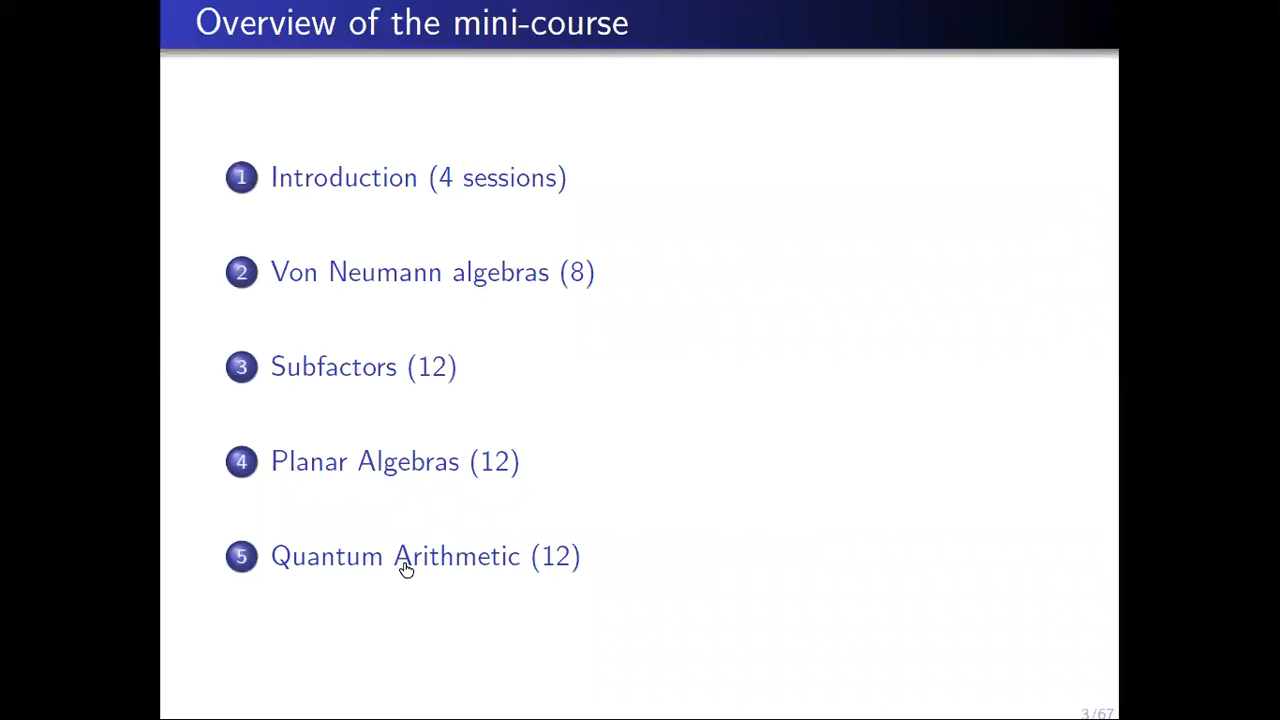 Overview of the mini-course
1 Introduction (4 sessions)
2 Von Neumann algebras (8)
3 Subfactors (12)
4 Planar Algebras (12)
5 Quantum Arithmetic (12)
3/67